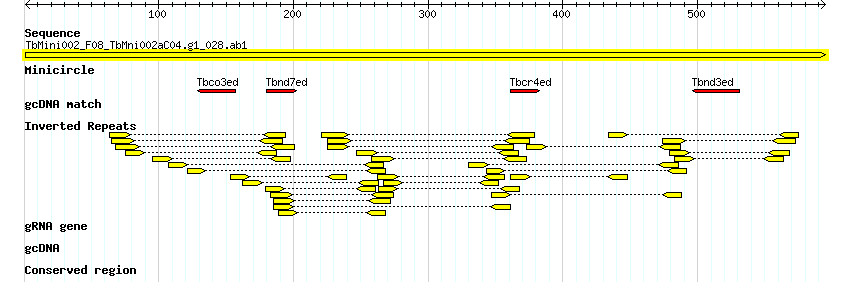 100 200 300 400 500
Sequence
TbMini002_F08_TbMni002aC04.g1_028.ab1
Minicircle
Tbco3ed Tbnd7ed Tbcr4ed Tbnd3ed
gcDNA match
Inverted Repeats
gRNA gene
gcDNA
Conserved region